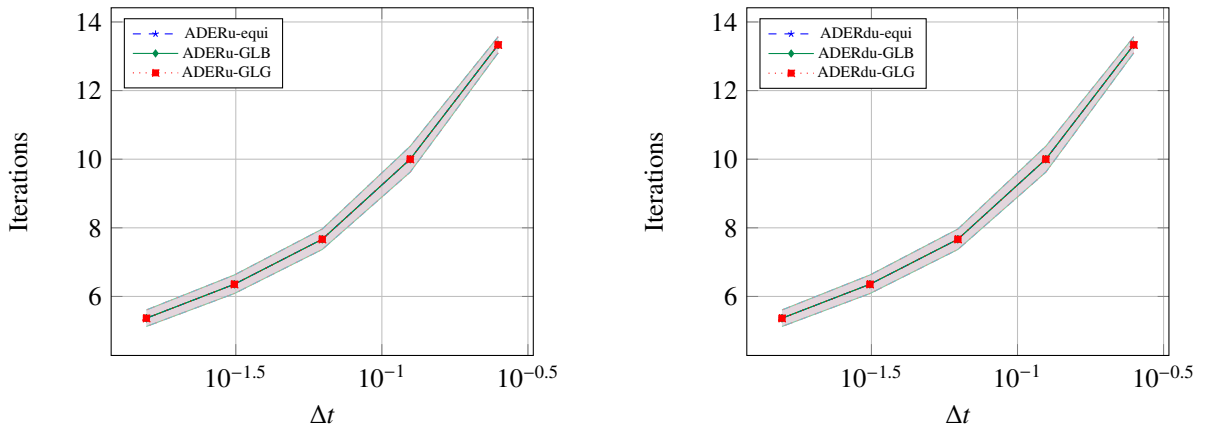 ADERu-equi
ADERu-GLB
ADERu-GLG
14
12
10
8
6
Iterations
10^−1.5
10^−1
10^−0.5
Δt
ADERdu-equi
ADERdu-GLB
ADERdu-GLG
14
12
10
8
6
Iterations
10^−1.5
10^−1
10^−0.5
Δt